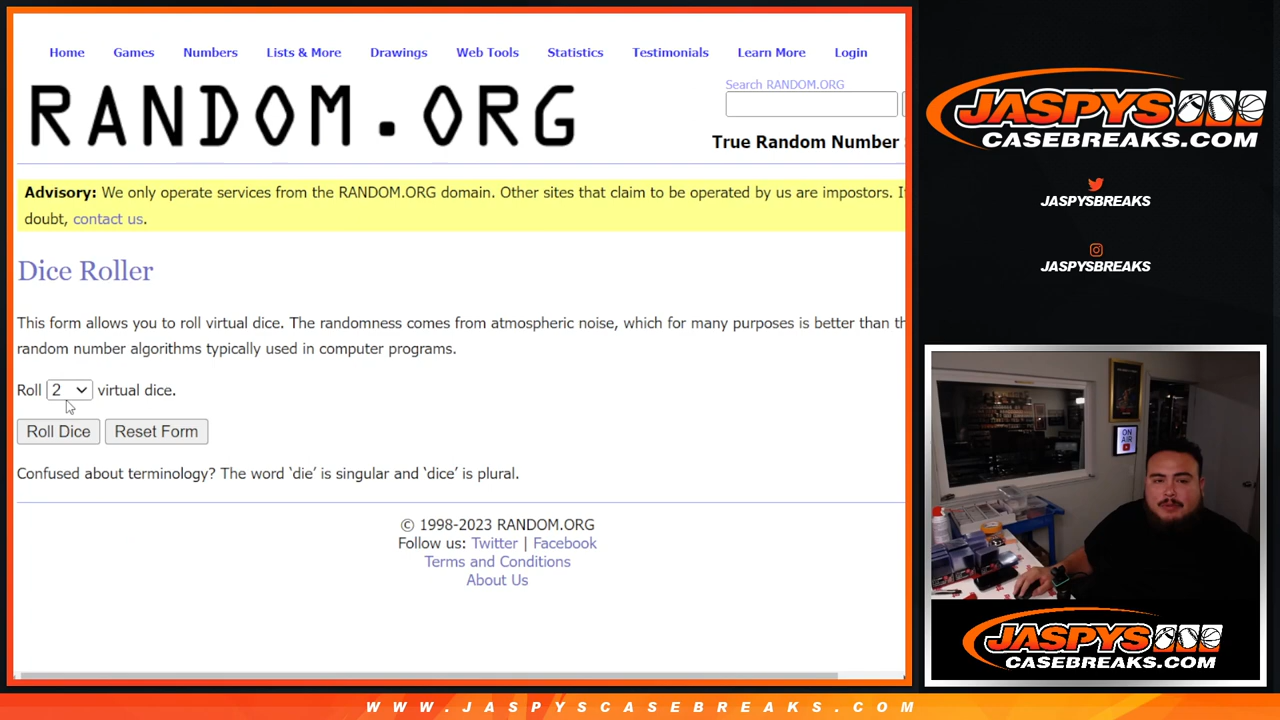 Home Games Numbers Lists & More Drawings Web Tools Statistics Testimonials Learn More Login
RANDOM.ORG
Search RANDOM.ORG
True Random Number
Advisory: We only operate services from the RANDOM.ORG domain. Other sites that claim to be operated by us are impostors. I
doubt, contact us.
Dice Roller
This form allows you to roll virtual dice. The randomness comes from atmospheric noise, which for many purposes is better than th
random number algorithms typically used in computer programs.
Roll 2 virtual dice.
Roll Dice Reset Form
Confused about terminology? The word ‘die’ is singular and ‘dice’ is plural.
© 1998-2023 RANDOM.ORG
Follow us: Twitter | Facebook
Terms and Conditions
About Us
JASPYS
CASEBREAKS.COM
JASPYSBREAKS
JASPYSBREAKS
ON
AIR
JASPYS
CASEBREAKS.COM
WWW.JASPYSCASEBREAKS.COM